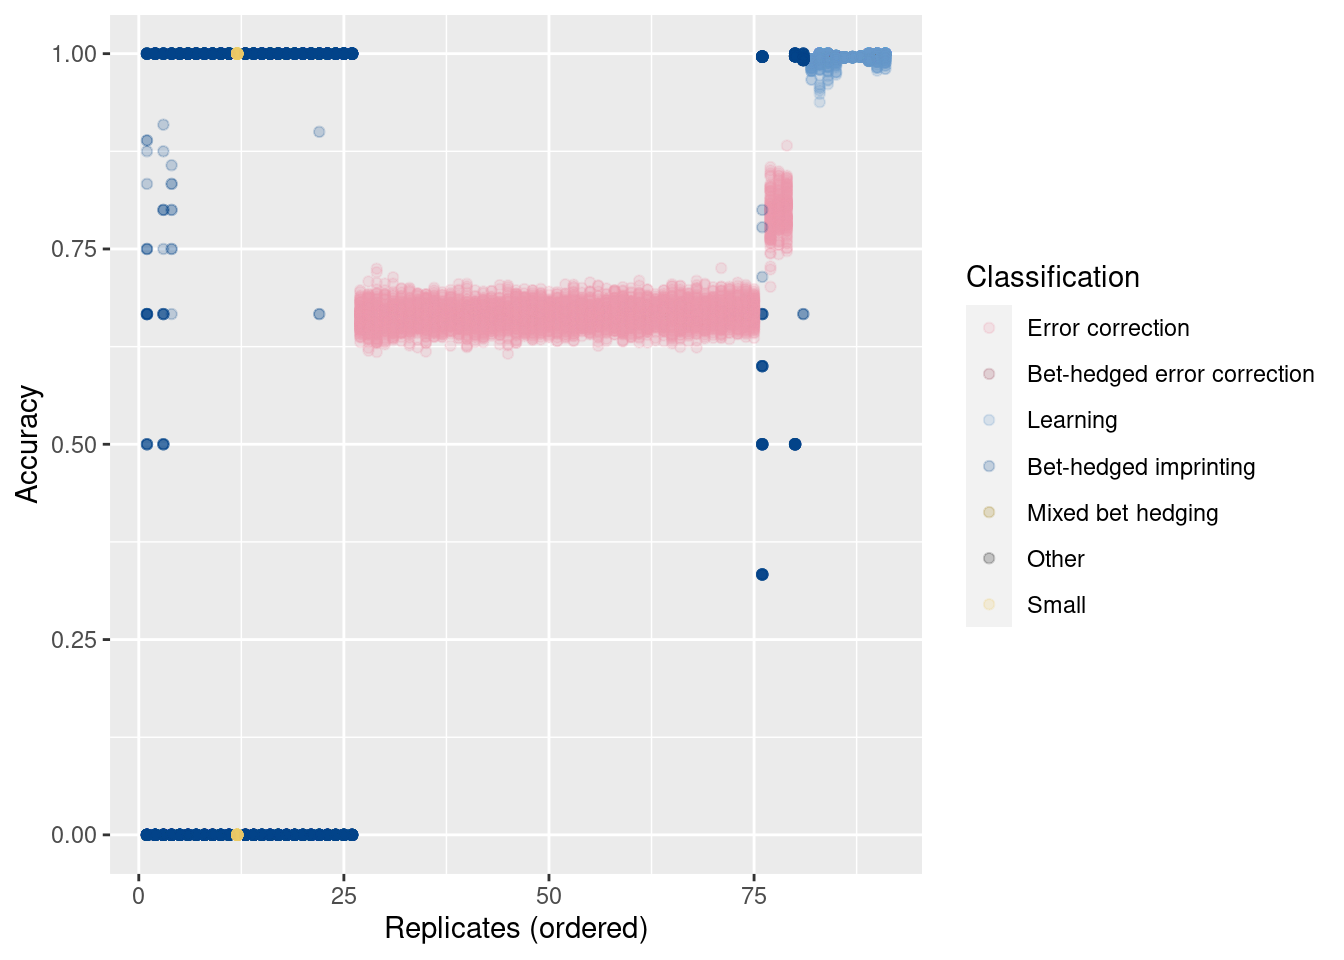 1.00
0.75
0.50
0.25
0.00
Accuracy
0
25
50
75
Replicates (ordered)
Classification
Error correction
Bet-hedged error correction
Learning
Bet-hedged imprinting
Mixed bet hedging
Other
Small